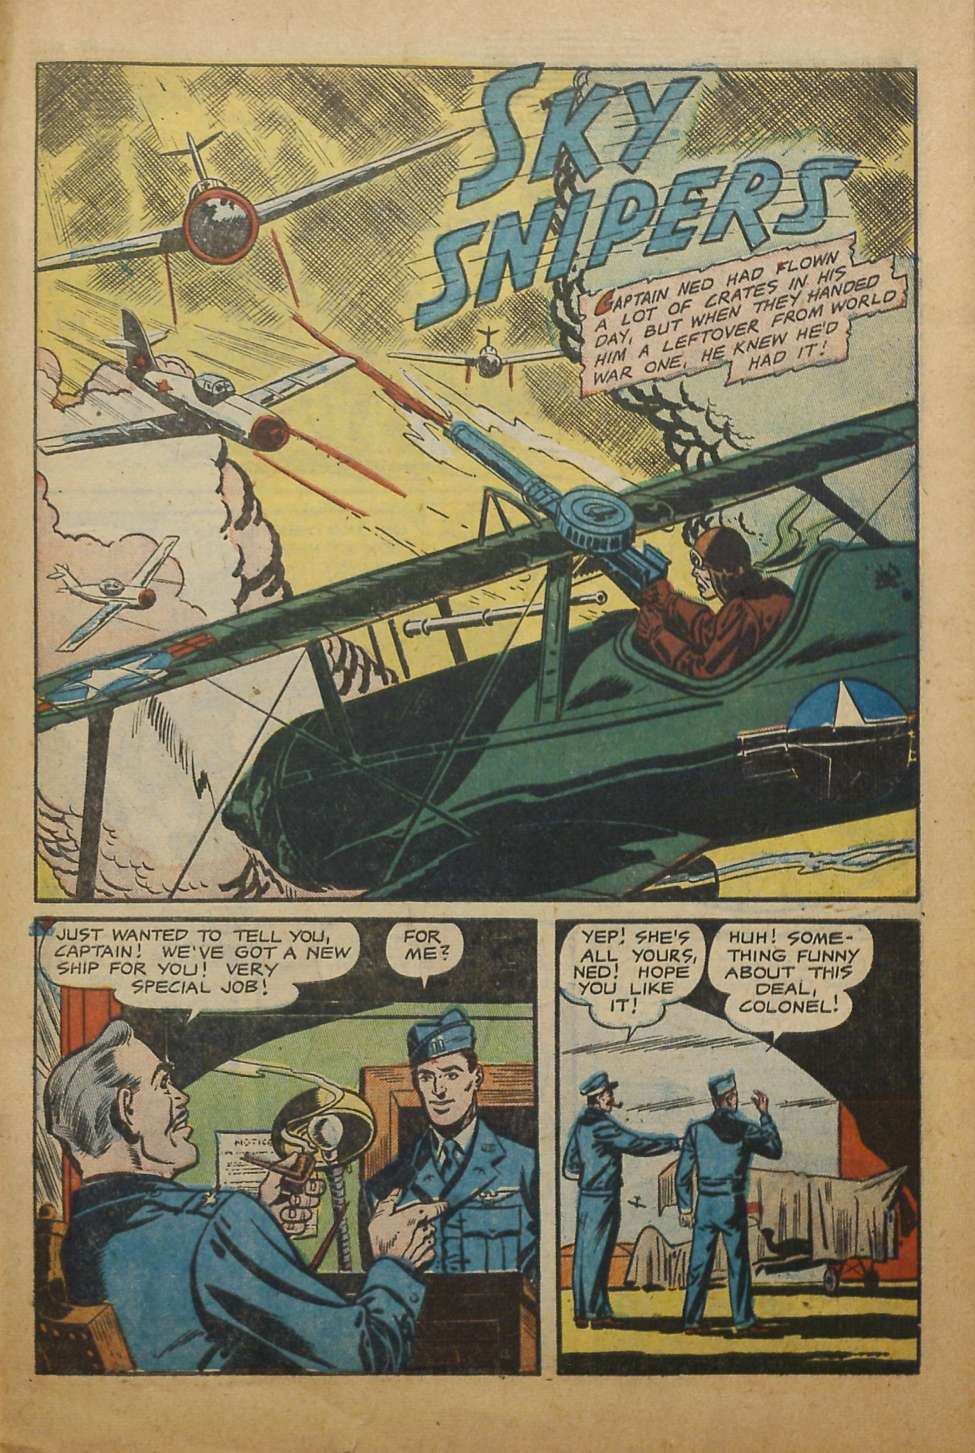 SKY
SNIPERS
CAPTAIN NED HAD FLOWN
A LOT OF CRATES IN HIS
DAY, BUT WHEN THEY HANDED
HIM A LEFTOVER FROM WORLD
WAR ONE, HE KNEW HE'D
HAD IT!
JUST WANTED TO TELL YOU,
CAPTAIN! WE'VE GOT A NEW
SHIP FOR YOU! VERY
SPECIAL JOB!
FOR
ME?
NOTICE
YEP! SHE'S
ALL YOURS,
NED! HOPE
YOU LIKE
IT!
HUH! SOME-
THING FUNNY
ABOUT THIS
DEAL,
COLONEL!